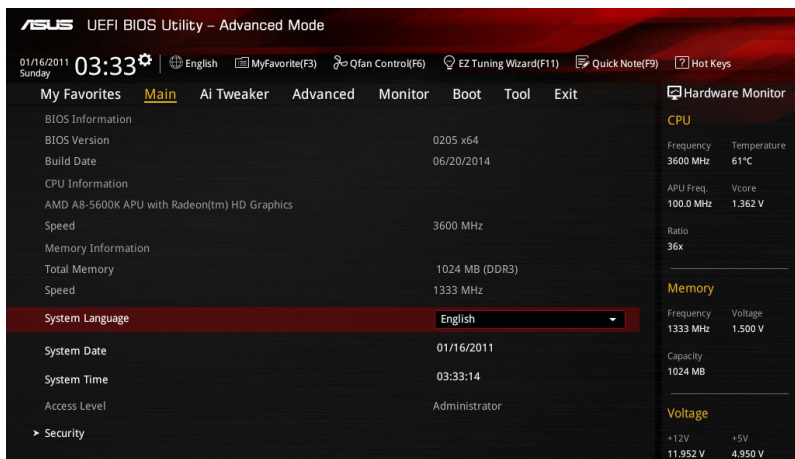 ASUS UEFI BIOS Utility – Advanced Mode
01/16/2011
Sunday
03:33
English
MyFavorite(F3)
Qfan Control(F6)
EZ Tuning Wizard(F11)
Quick Note(F9)
? Hot Keys
My Favorites Main Ai Tweaker Advanced Monitor Boot Tool Exit
BIOS Information
BIOS Version 0205 x64
Build Date 06/20/2014
CPU Information
AMD A8-5600K APU with Radeon(tm) HD Graphics
Speed 3600 MHz
Memory Information
Total Memory 1024 MB (DDR3)
Speed 1333 MHz
System Language English
System Date 01/16/2011
System Time 03:33:14
Access Level Administrator
Security
Hardware Monitor
CPU
Frequency Temperature
3600 MHz 61°C
APU Freq. Vcore
100.0 MHz 1.362 V
Ratio
36x
Memory
Frequency Voltage
1333 MHz 1.500 V
Capacity
1024 MB
Voltage
+12V +5V
11.952 V 4.950 V